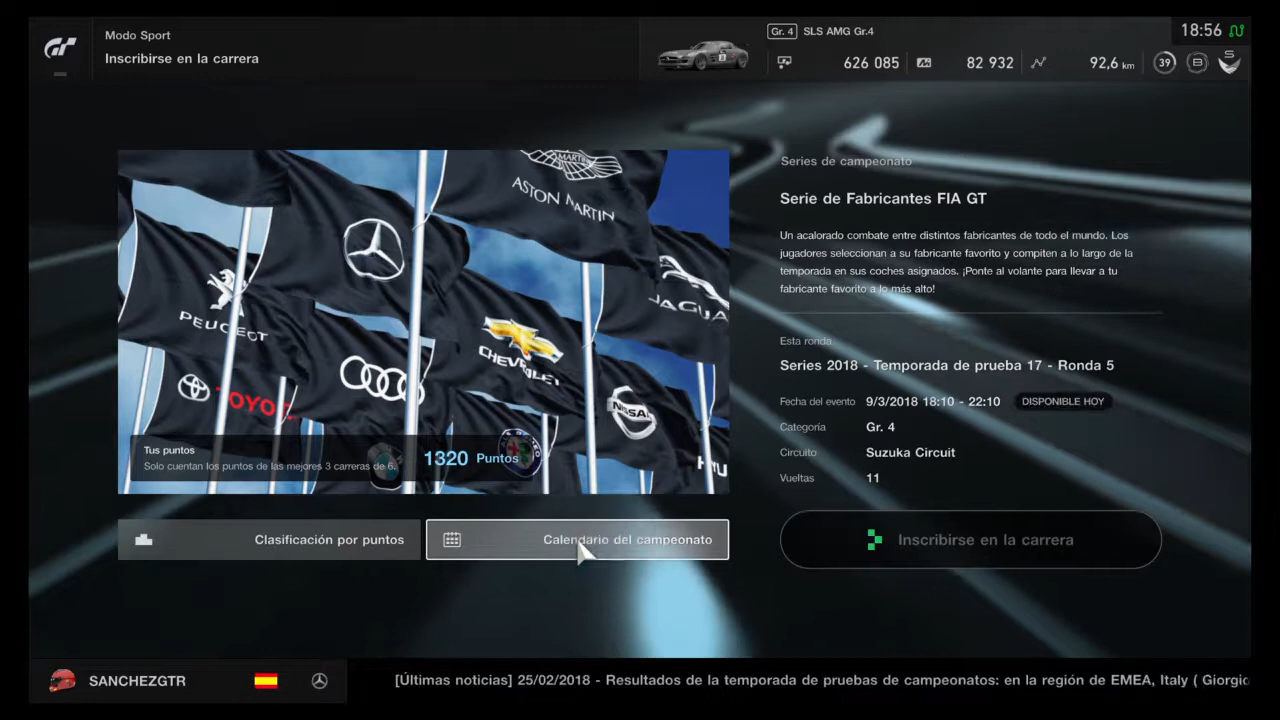 Modo Sport
Inscribirse en la carrera
Gr. 4 SLS AMG Gr.4
626 085 82 932 92,6 km 39 B S
18:56
ASTON MARTIN
PEUGEOT
CHEVROLET
JAGUA
TOYO
NISSAN
Tus puntos
Solo cuentan los puntos de las mejores 3 carreras de 6.
1320 Puntos
Clasificación por puntos
Calendario del campeonato
Series de campeonato
Serie de Fabricantes FIA GT
Un acalorado combate entre distintos fabricantes de todo el mundo. Los
jugadores seleccionan a su fabricante favorito y compiten a lo largo de la
temporada en sus coches asignados. ¡Ponte al volante para llevar a tu
fabricante favorito a lo más alto!
Esta ronda
Series 2018 - Temporada de prueba 17 - Ronda 5
Fecha del evento 9/3/2018 18:10 - 22:10 DISPONIBLE HOY
Categoría Gr. 4
Circuito Suzuka Circuit
Vueltas 11
Inscribirse en la carrera
SANCHEZGTR
[Últimas noticias] 25/02/2018 - Resultados de la temporada de pruebas de campeonatos: en la región de EMEA, Italy ( Giorgio